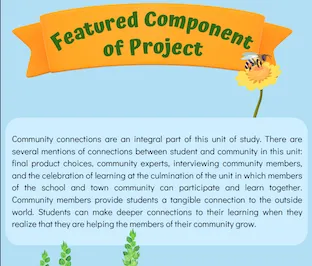 Featured Component
of Project
Community connections are an integral part of this unit of study. There are
several mentions of connections between student and community in this unit:
final product choices, community experts, interviewing community members,
and the celebration of learning at the culmination of the unit in which members
of the school and town community can participate and learn together.
Community members provide students a tangible connection to the outside
world. Students can make deeper connections to their learning when they
realize that they are helping the members of their community grow.